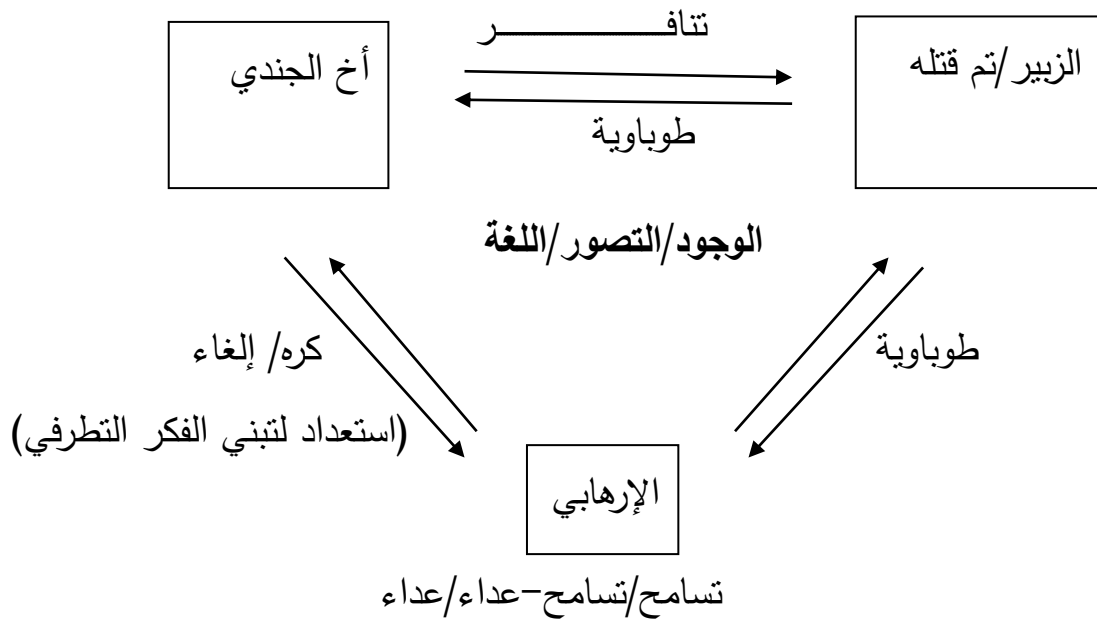 تنافـــــــــــــر
الزبير/تم قتله
أخ الجندي
طوباوية
الوجود/التصور/اللغة
طوباوية
كره/ إلغاء
(استعداد لتبني الفكر التطرفي)
الإرهابي
تسامح/تسامح-عداء/عداء